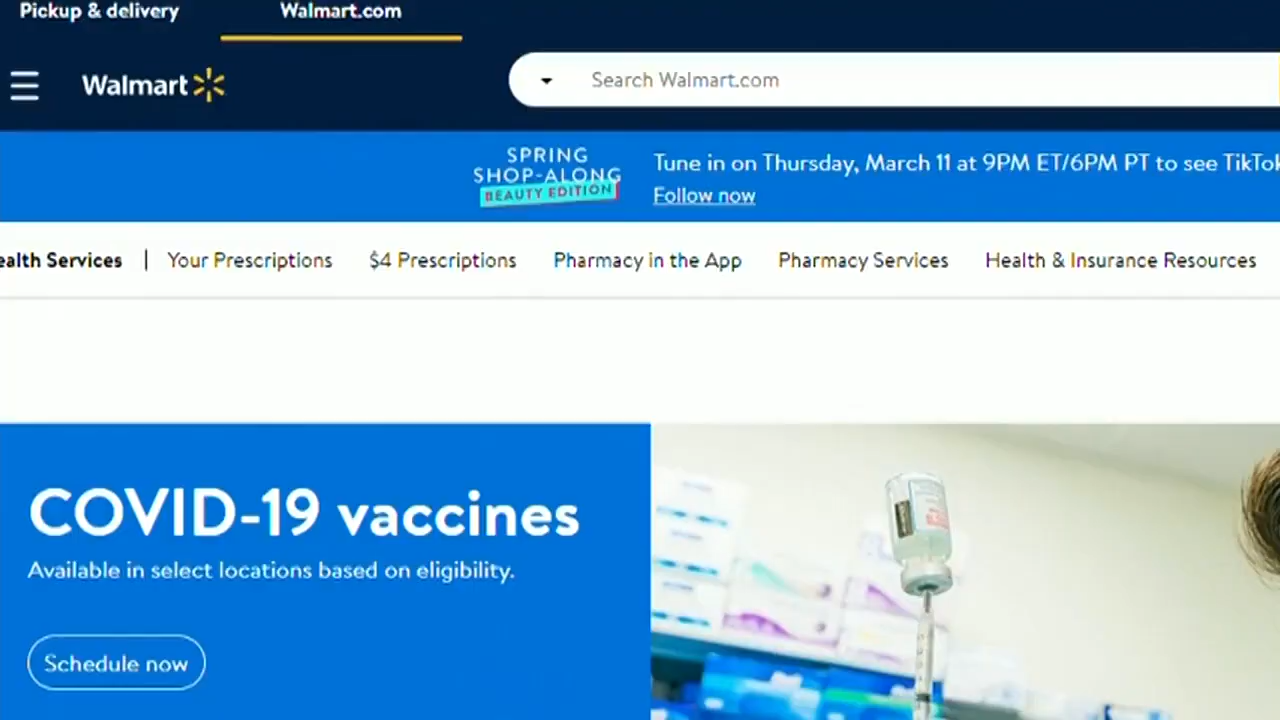 Pickup & delivery
Walmart.com
Walmart
Search Walmart.com
SPRING
SHOP-ALONG
BEAUTY EDITION
Tune in on Thursday, March 11 at 9PM ET/6PM PT to see TikTok
Follow now
ealth Services | Your Prescriptions $4 Prescriptions Pharmacy in the App Pharmacy Services Health & Insurance Resources
COVID-19 vaccines
Available in select locations based on eligibility.
Schedule now